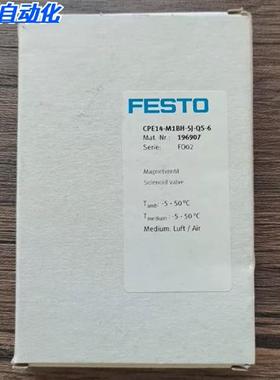 自动化
FESTO
CPE14-M1BH-5J-QS-6
Mat. Nr.: 196907
Serie: FO02
Magnetventil
Solenoid valve
Tamb: -5 - 50°C
Tmedium: -5 - 50°C
Medium: Luft / Air